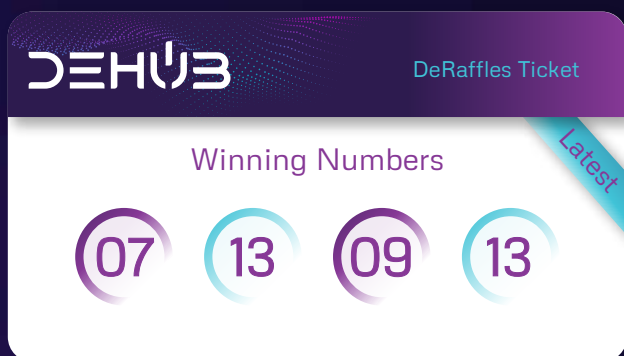 DEHUB
DeRaffles Ticket
Latest
Winning Numbers
07 13 09 13